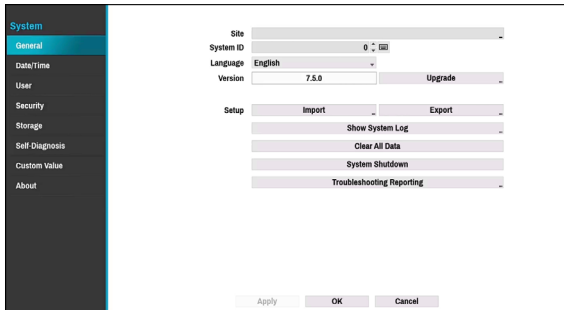 System
General
Date/Time
User
Security
Storage
Self-Diagnosis
Custom Value
About
Site
System ID 0
Language English
Version 7.5.0 Upgrade
Setup Import Export
Show System Log
Clear All Data
System Shutdown
Troubleshooting Reporting
Apply OK Cancel